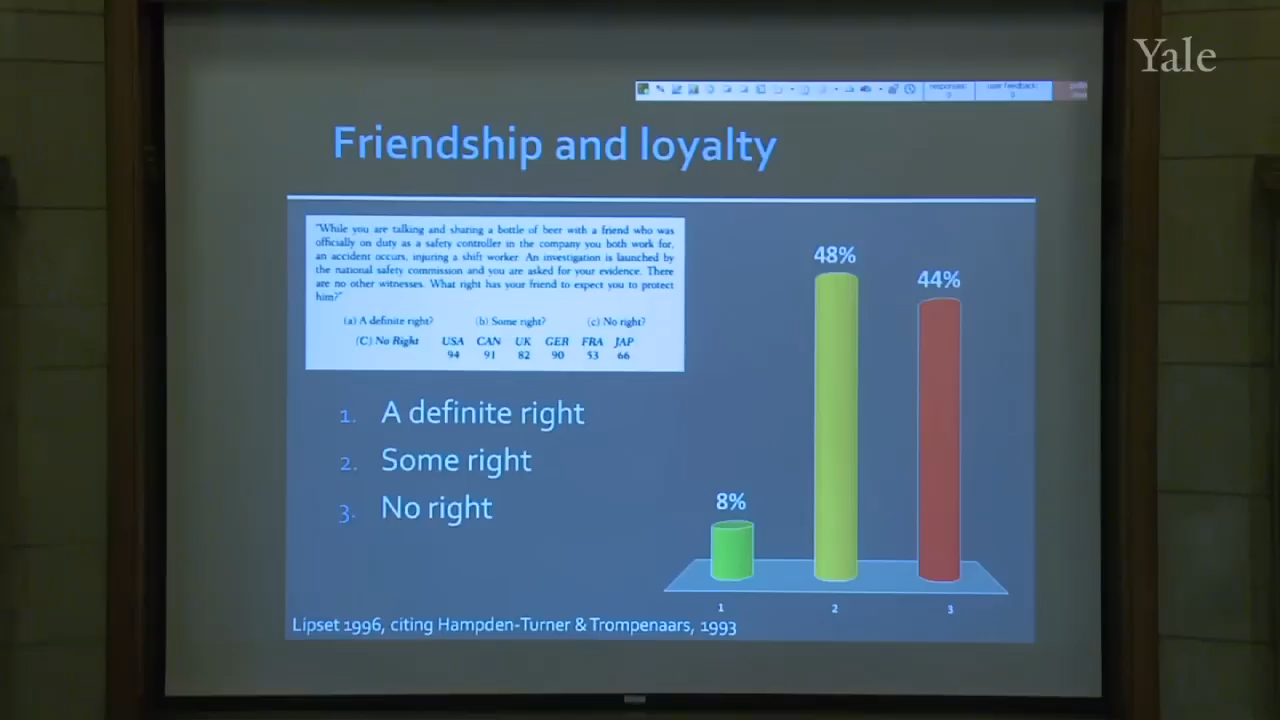 Yale
responses:
user feedback:
0
0
Friendship and loyalty
"While you are talking and sharing a bottle of beer with a friend who was
officially on duty as a safety controller in the company you both work for,
an accident occurs, injuring a shift worker. An investigation is launched by
the national safety commission and you are asked for your evidence. There
are no other witnesses. What right has your friend to expect you to protect
him?"
(a) A definite right? (b) Some right? (c) No right?
(C) No Right USA CAN UK GER FRA JAP
94 91 82 90 53 66
1. A definite right
2. Some right
3. No right
8%
48%
44%
1 2 3
Lipset 1996, citing Hampden-Turner & Trompenaars, 1993